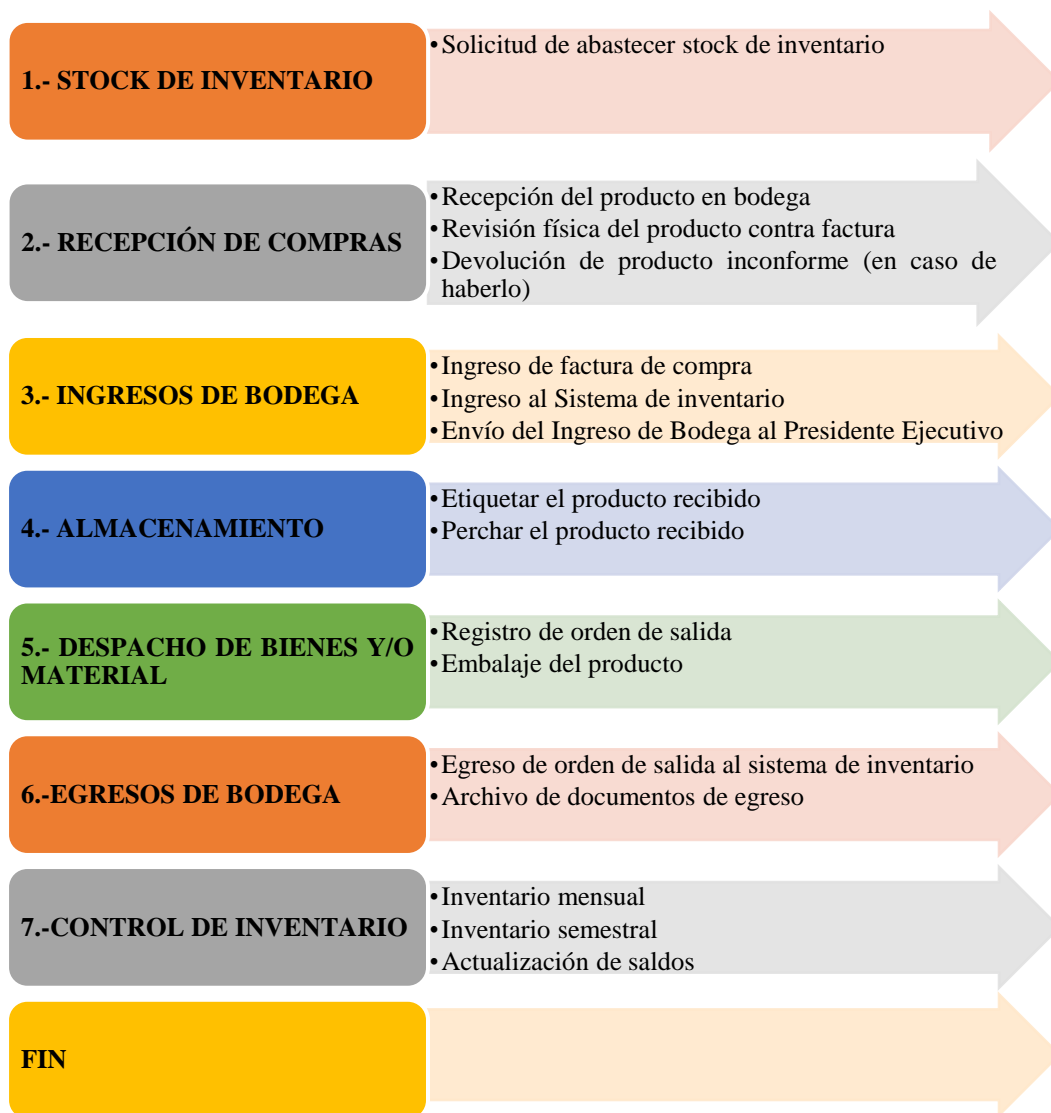 1.- STOCK DE INVENTARIO
•Solicitud de abastecer stock de inventario
2.- RECEPCIÓN DE COMPRAS
•Recepción del producto en bodega
•Revisión física del producto contra factura
•Devolución de producto inconforme (en caso de
haberlo)
3.- INGRESOS DE BODEGA
•Ingreso de factura de compra
•Ingreso al Sistema de inventario
•Envío del Ingreso de Bodega al Presidente Ejecutivo
4.- ALMACENAMIENTO
•Etiquetar el producto recibido
•Perchar el producto recibido
5.- DESPACHO DE BIENES Y/O
MATERIAL
•Registro de orden de salida
•Embalaje del producto
6.-EGRESOS DE BODEGA
•Egreso de orden de salida al sistema de inventario
•Archivo de documentos de egreso
7.-CONTROL DE INVENTARIO
•Inventario mensual
•Inventario semestral
•Actualización de saldos
FIN